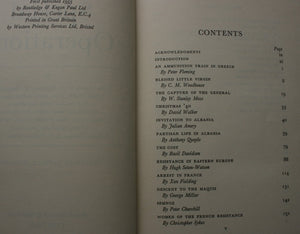 First published 1953
by Routledge & Kegan Paul Ltd
Broadway House, Carter Lane, E.C.4
Printed in Great Britain
by Western Printing Services Ltd, Bristol
CONTENTS
ACKNOWLEDGMENTS
INTRODUCTION
AN AMMUNITION TRAIN IN GREECE
by Peter Fleming
BLESSED LITTLE VIRGIN
by C. M. Woodhouse
THE CAPTURE OF THE GENERAL
by W. Stanley Moss
CHRISTMAS '41
by David Walker
INVITATION TO ALBANIA
by Julian Amery
PARTISAN LIFE IN ALBANIA
by Anthony Quayle
THE COST
by Basil Davidson
RESISTANCE IN EASTERN EUROPE
by Hugh Seton-Watson
ARREST IN FRANCE
by Xan Fielding
DESCENT TO THE MAQUIS
by George Millar
by Peter Churchill
WOMEN OF THE FRENCH RESISTANCE
by Christopher Sykes